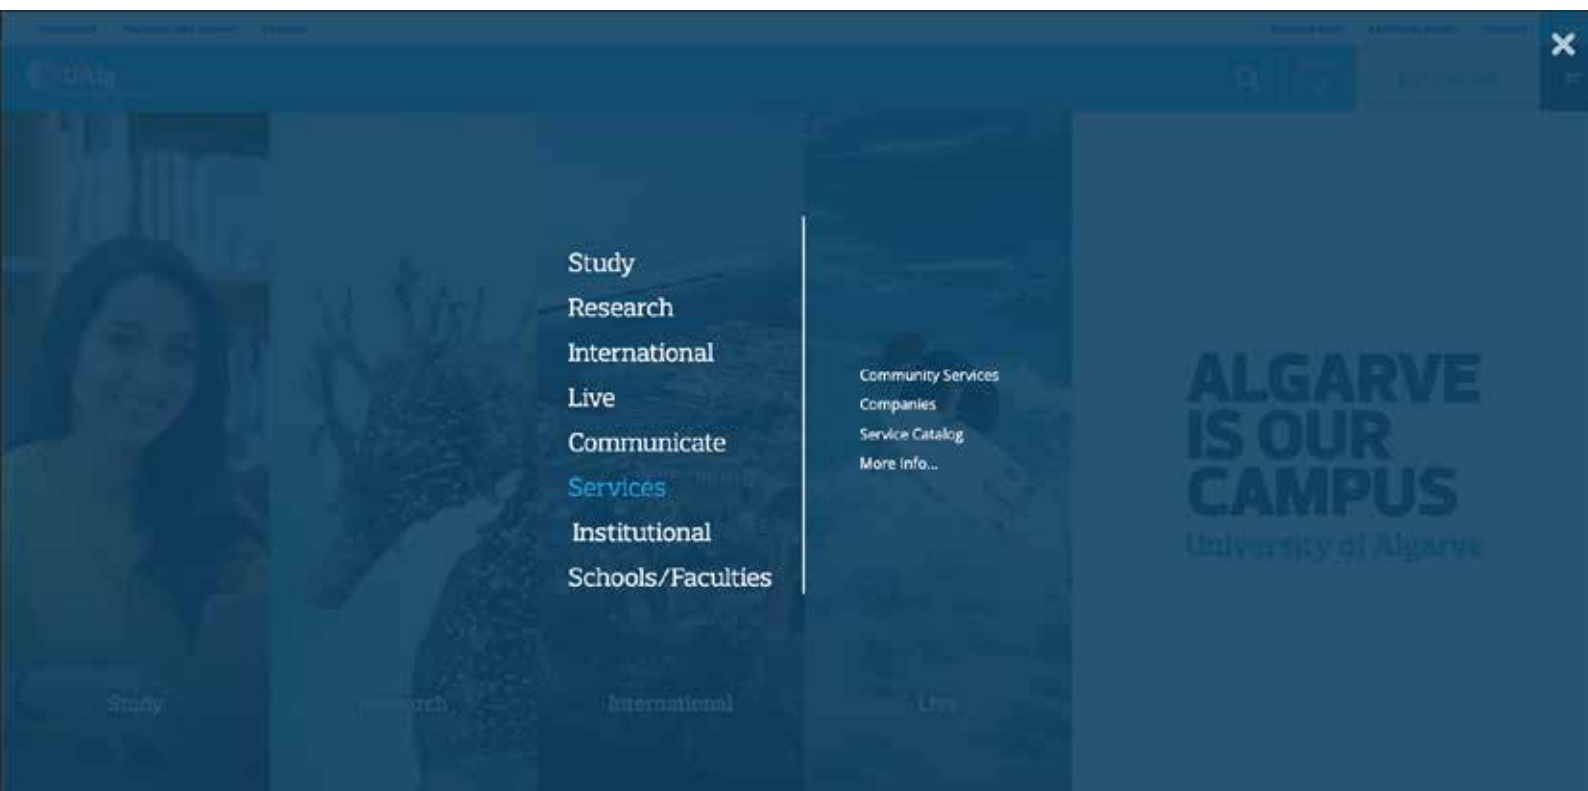 UAlg
Study
Research
International
Live
Communicate
Services
Institutional
Schools/Faculties
Community Services
Companies
Service Catalog
More Info...
ALGARVE
IS OUR
CAMPUS
University of Algarve
Study
International
Live